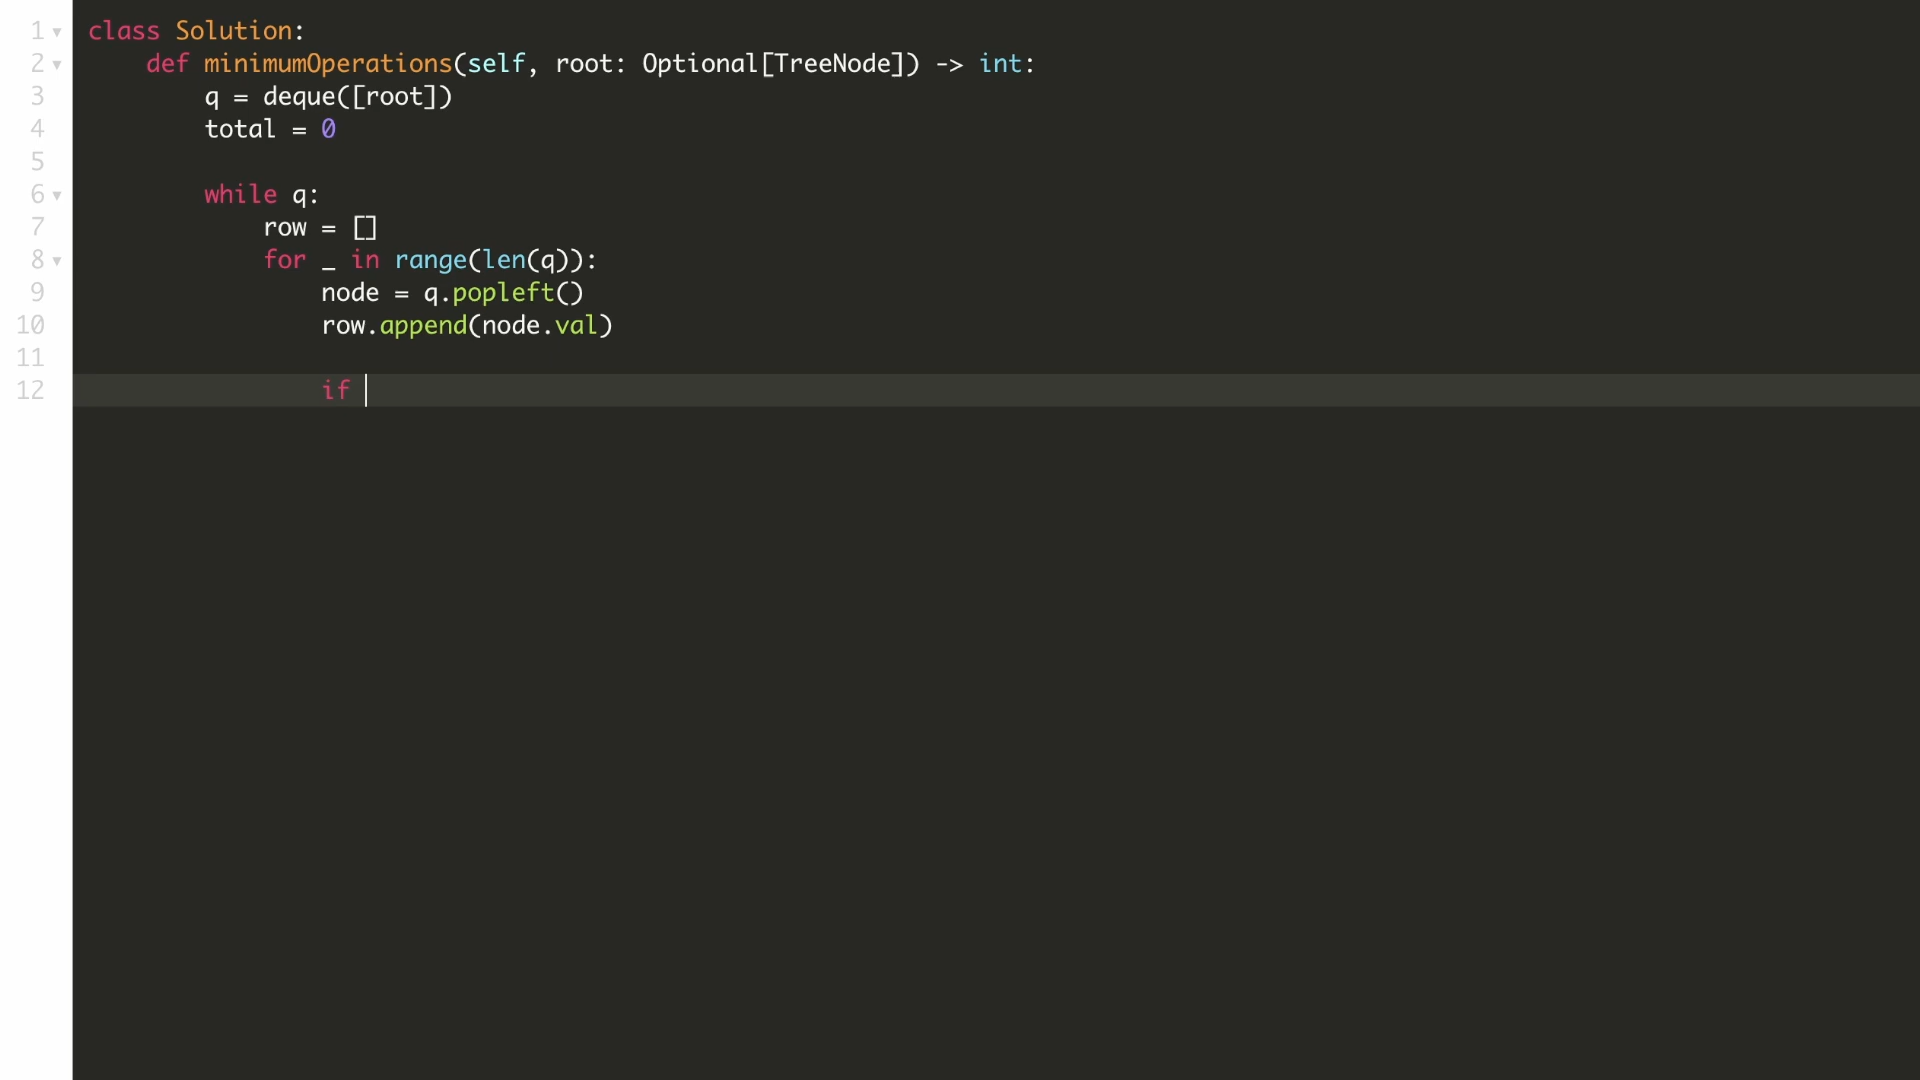 1 class Solution:
2 def minimumOperations(self, root: Optional[TreeNode]) -> int:
3 q = deque([root])
4 total = 0
5
6 while q:
7 row = []
8 for _ in range(len(q)):
9 node = q.popleft()
10 row.append(node.val)
11
12 if